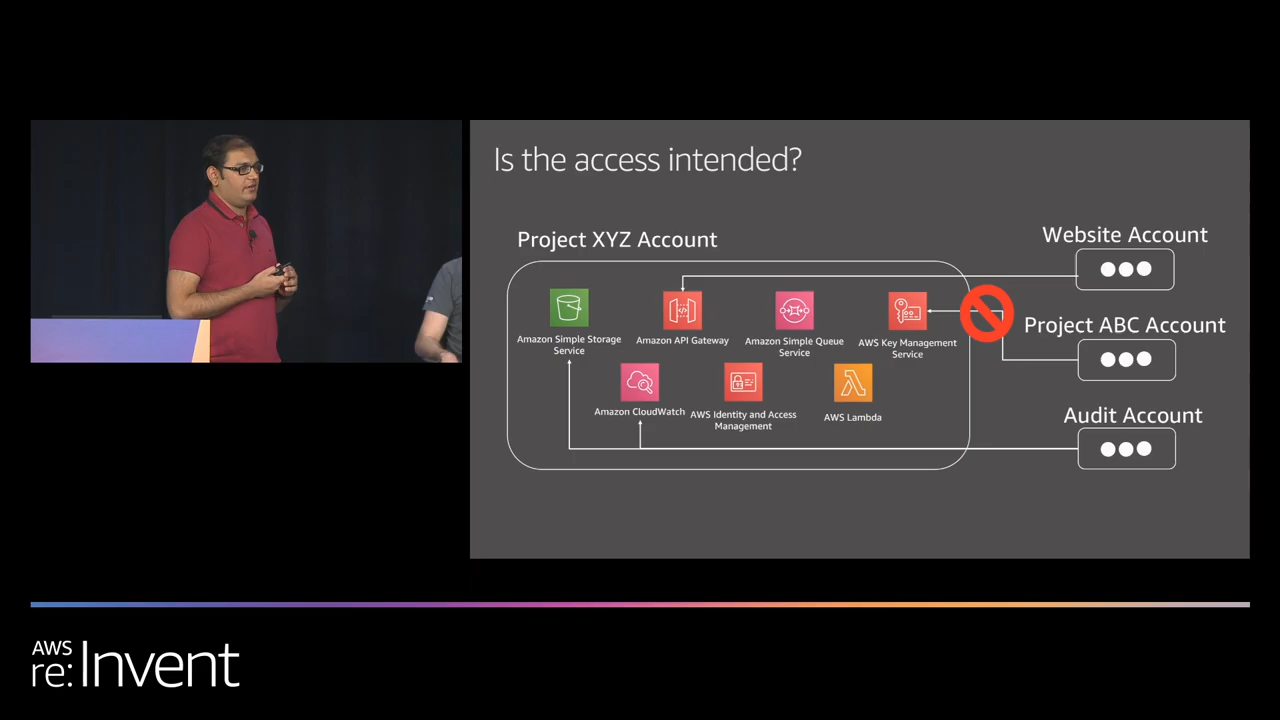 Is the access intended?
Project XYZ Account
Website Account
Amazon Simple Storage
Service
Amazon API Gateway
Amazon Simple Queue
Service
AWS Key Management
Service
Project ABC Account
Amazon CloudWatch
AWS Identity and Access
Management
AWS Lambda
Audit Account
AWS
re:Invent